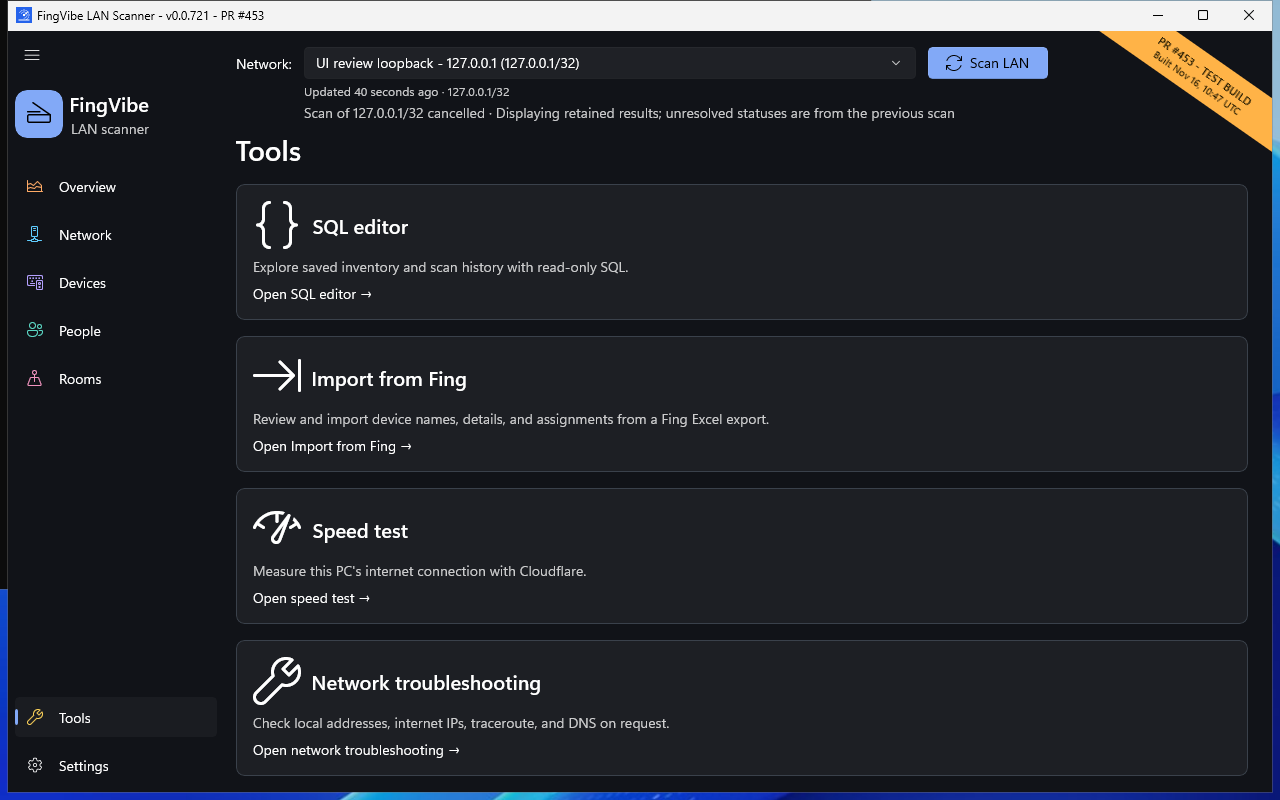 FingVibe LAN Scanner - v0.0.721 - PR #453
Network:
UI review loopback - 127.0.0.1 (127.0.0.1/32)
Scan LAN
PR #453 - TEST BUILD
Built Nov 16, 10:47 UTC
Updated 40 seconds ago · 127.0.0.1/32
Scan of 127.0.0.1/32 cancelled · Displaying retained results; unresolved statuses are from the previous scan
FingVibe
LAN scanner
Overview
Network
Devices
People
Rooms
Tools
Settings
Tools
{ } SQL editor
Explore saved inventory and scan history with read-only SQL.
Open SQL editor →
Import from Fing
Review and import device names, details, and assignments from a Fing Excel export.
Open Import from Fing →
Speed test
Measure this PC's internet connection with Cloudflare.
Open speed test →
Network troubleshooting
Check local addresses, internet IPs, traceroute, and DNS on request.
Open network troubleshooting →